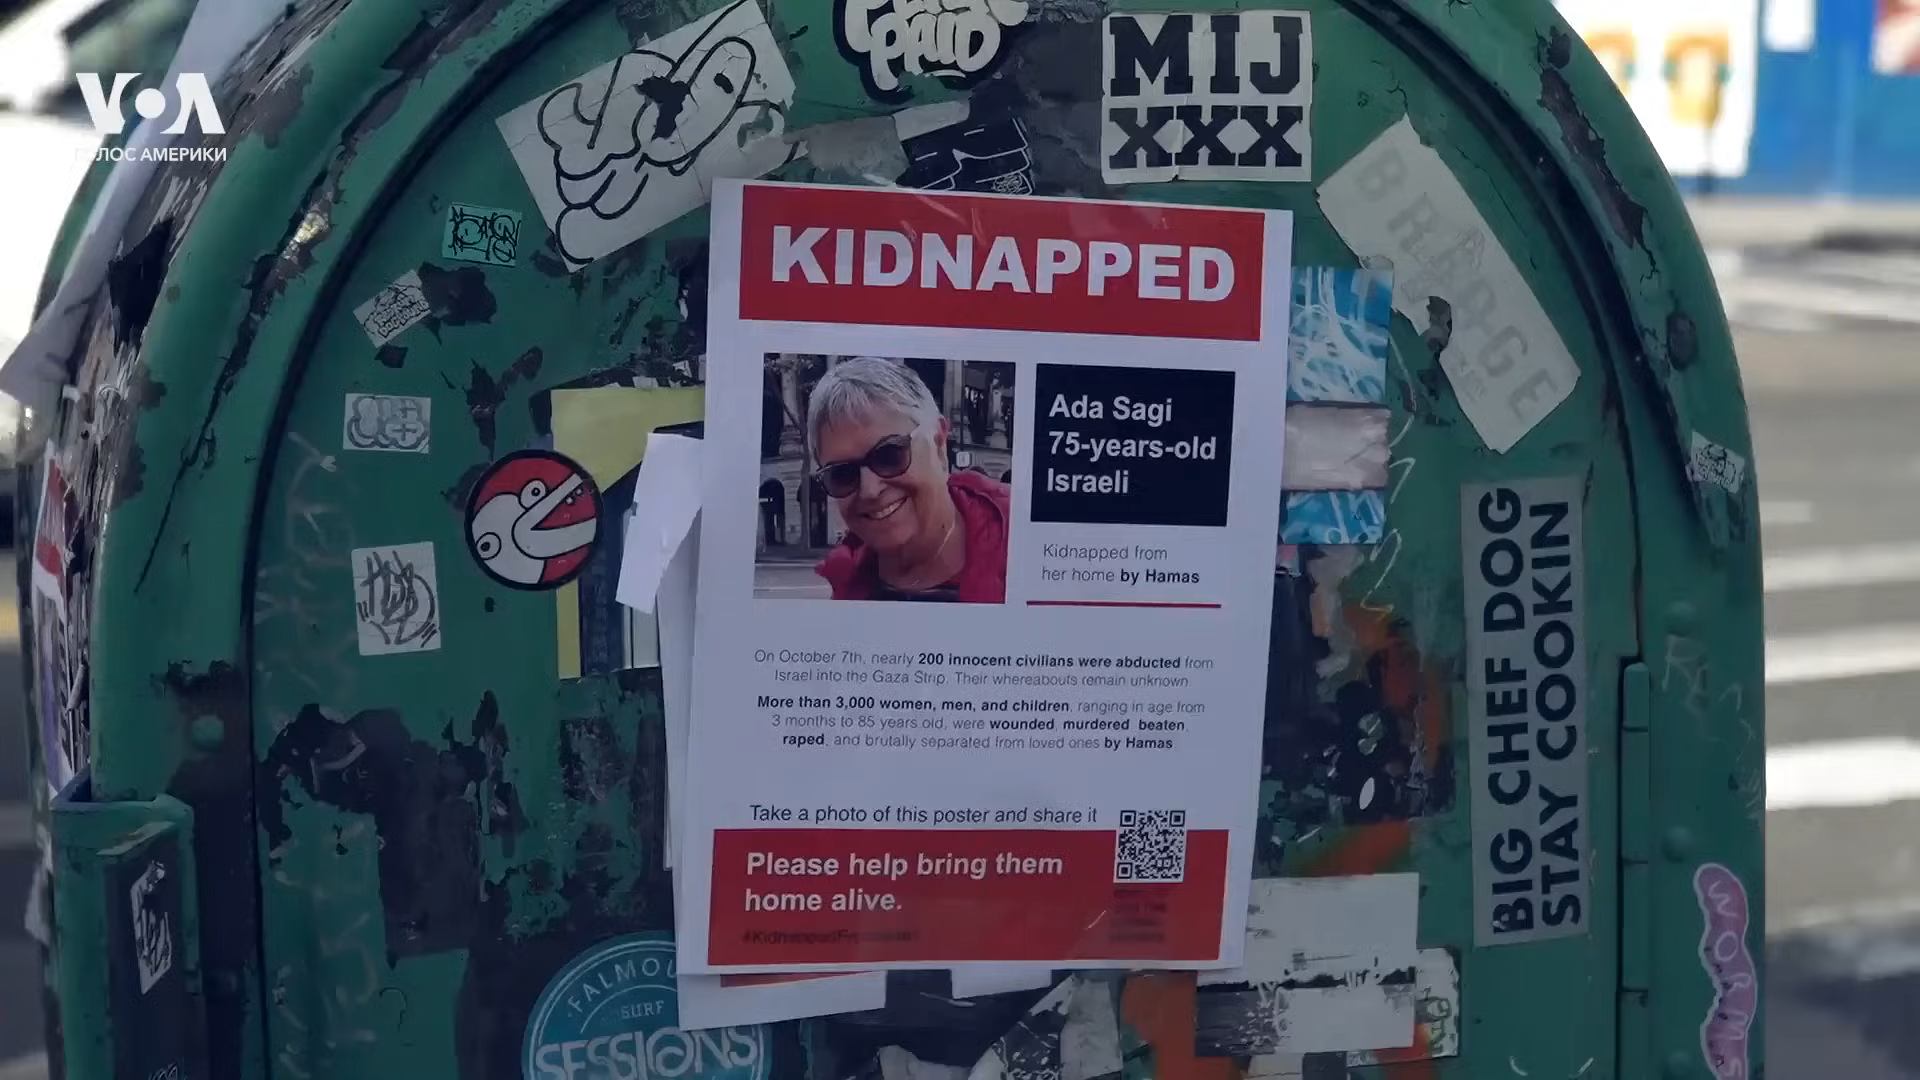 VOA
ГОЛОС АМЕРИКИ
PAID
MIJ
XXX
KIDNAPPED
Ada Sagi
75-years-old
Israeli
Kidnapped from
her home by Hamas
On October 7th, nearly 200 innocent civilians were abducted from
Israel into the Gaza Strip. Their whereabouts remain unknown
More than 3,000 women, men, and children, ranging in age from
3 months to 85 years old, were wounded, murdered beaten,
raped, and brutally separated from loved ones by Hamas
Take a photo of this poster and share it
Please help bring them
home alive.
BIG CHEF DOG
STAY COOKIN
FALMOU
SURF
SESSIONS
WORMS